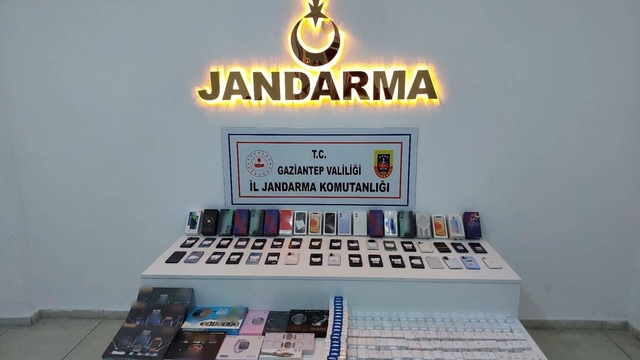 JANDARMA
T.C.
GAZİANTEP VALİLİĞİ
İL JANDARMA KOMUTANLIĞI